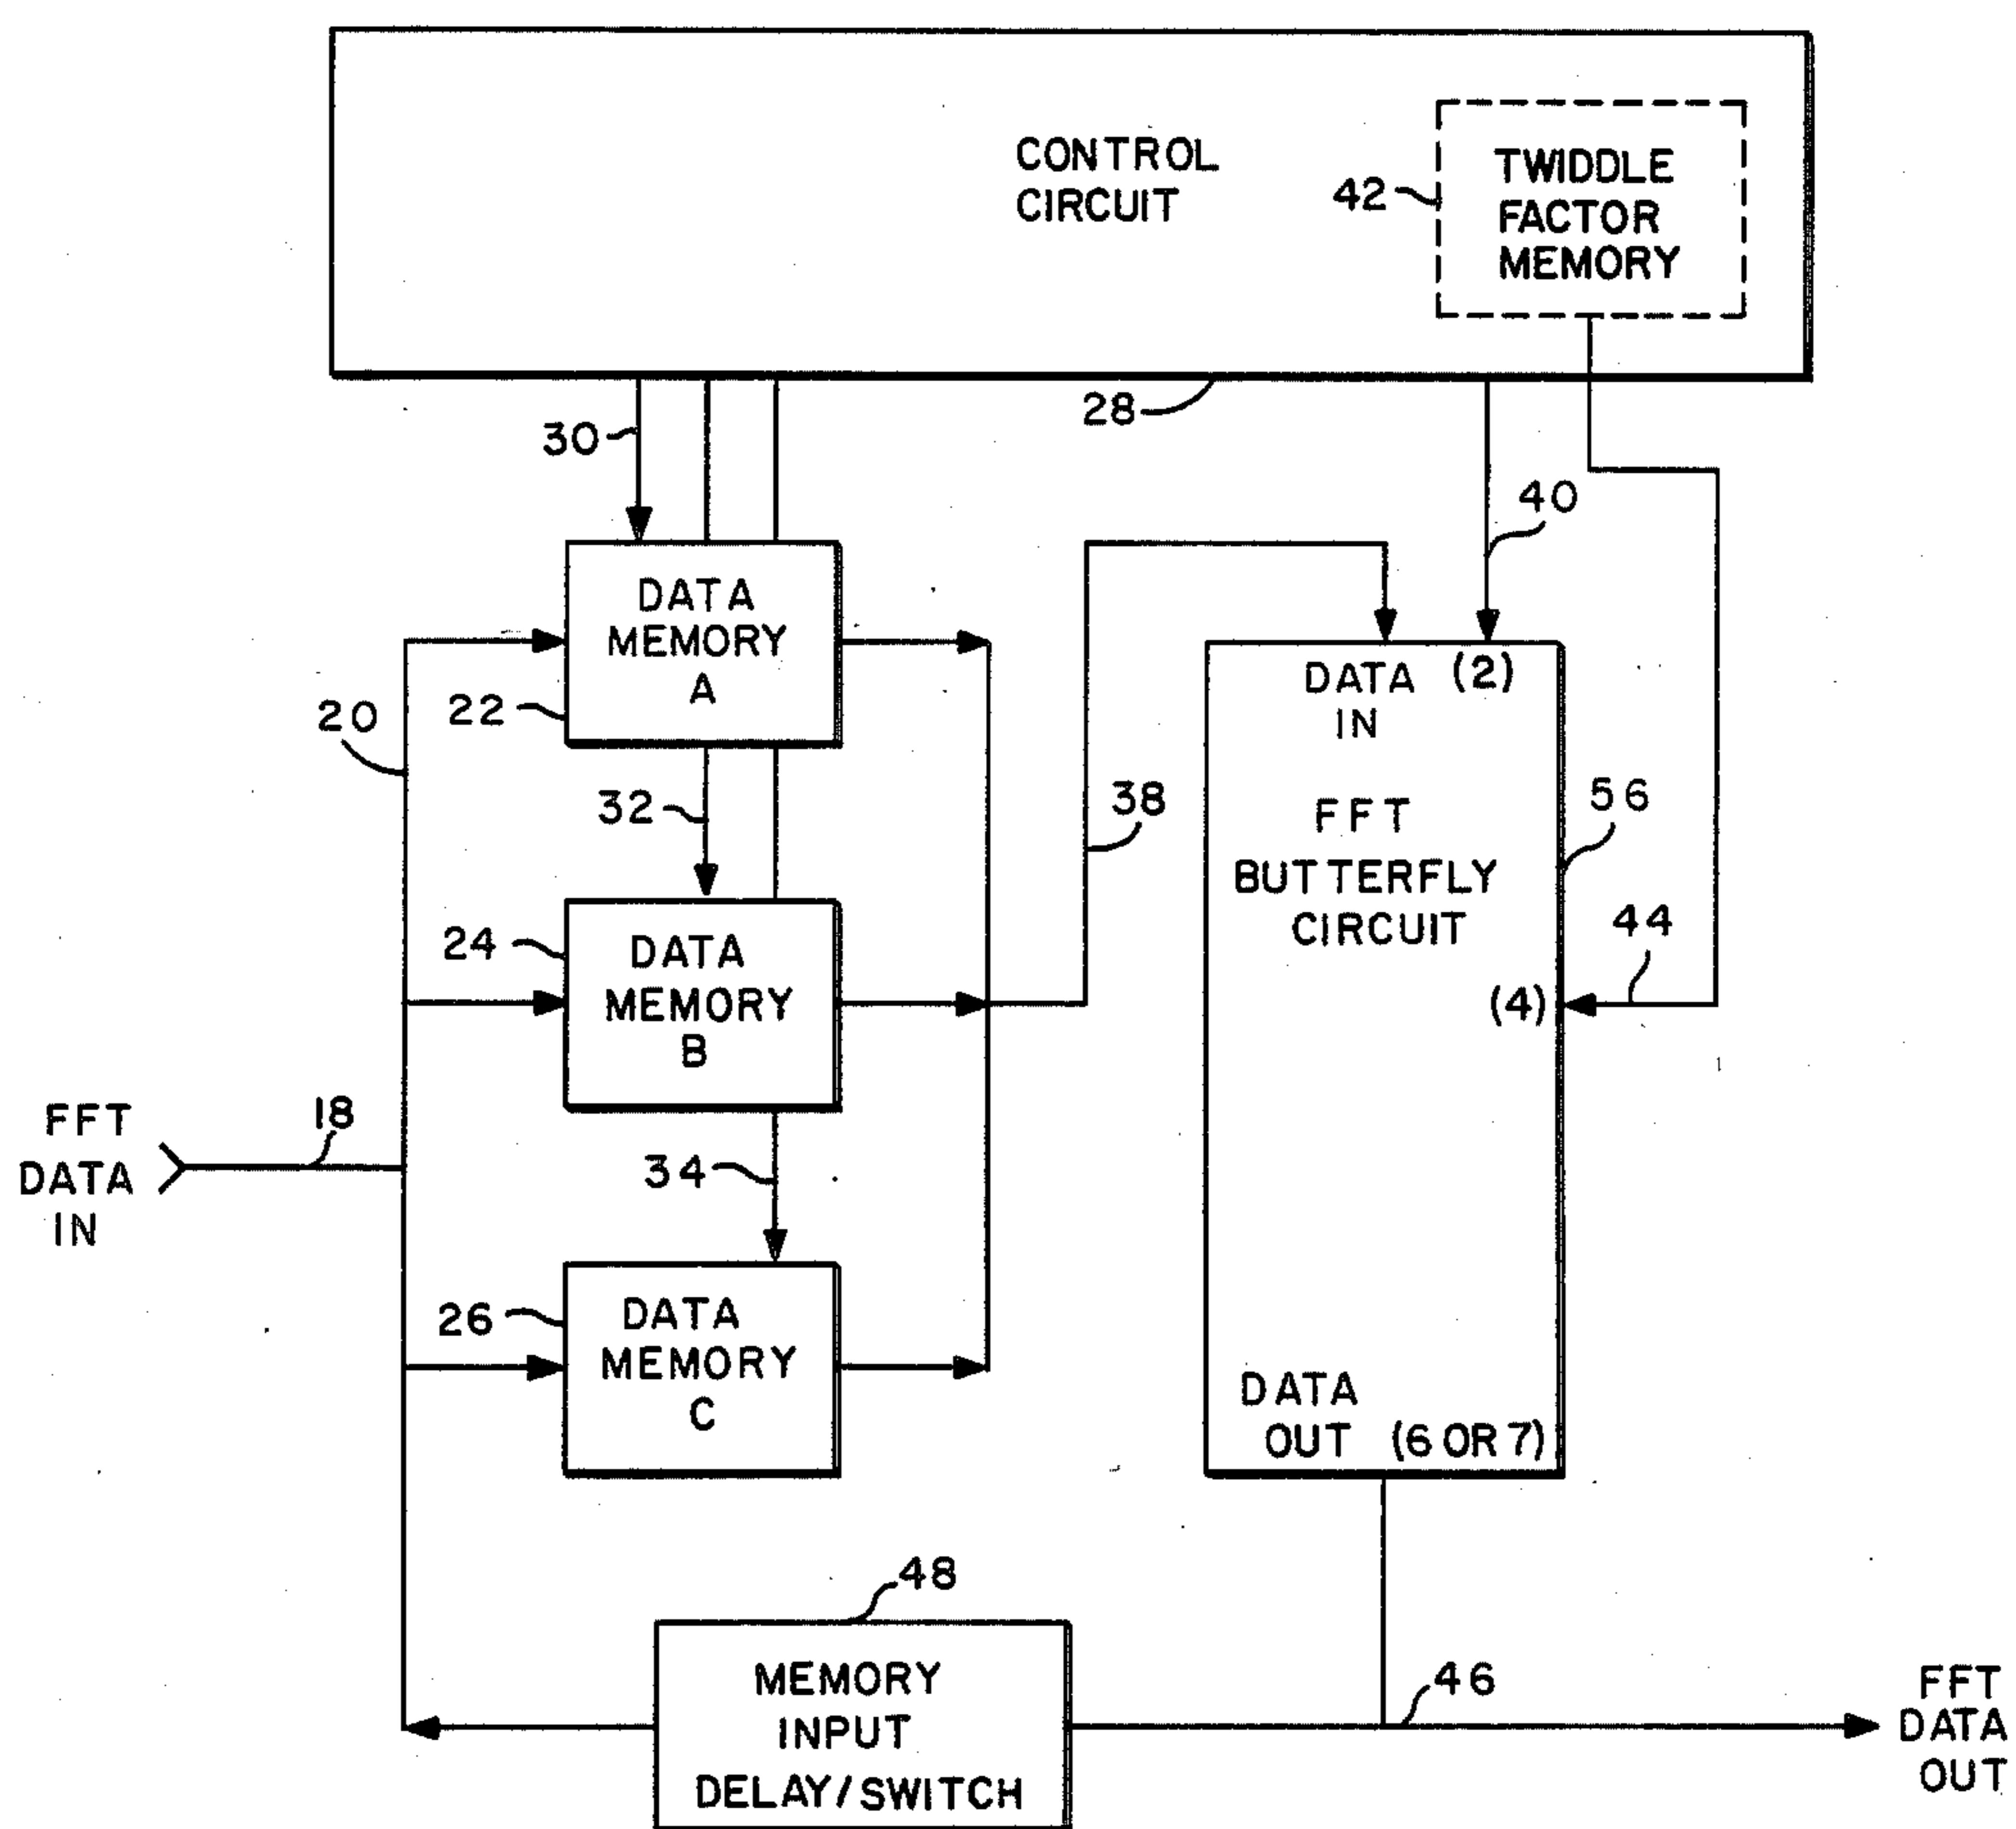 CONTROL
CIRCUIT
42
TWIDDLE
FACTOR
MEMORY
28
30
40
DATA
MEMORY
A
22
20
32
38
DATA (2)
IN
FFT
BUTTERFLY
CIRCUIT
56
44
(4)
24
DATA
MEMORY
B
FFT
DATA
IN
18
34
26
DATA
MEMORY
C
DATA
OUT (6 OR 7)
48
MEMORY
INPUT
DELAY/SWITCH
46
FFT
DATA
OUT